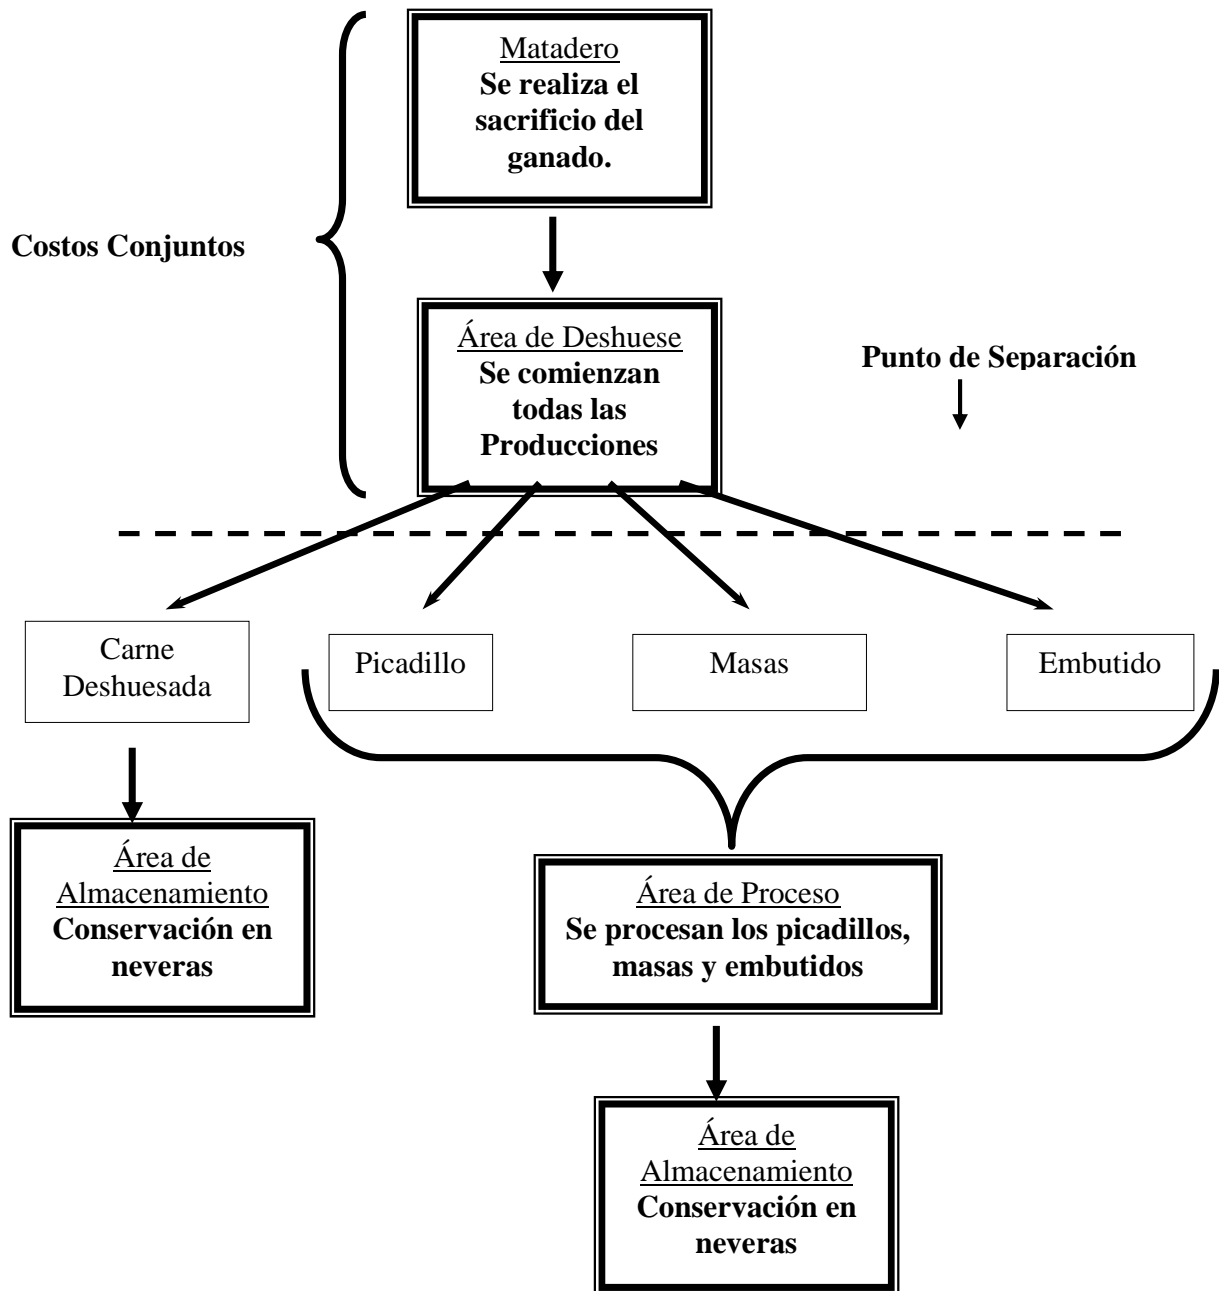 Matadero
Se realiza el
sacrificio del
ganado.
Costos Conjuntos
Área de Deshuese
Se comienzan
todas las
Producciones
Punto de Separación
Carne
Deshuesada
Picadillo
Masas
Embutido
Área de
Almacenamiento
Conservación en
neveras
Área de Proceso
Se procesan los picadillos,
masas y embutidos
Área de
Almacenamiento
Conservación en
neveras